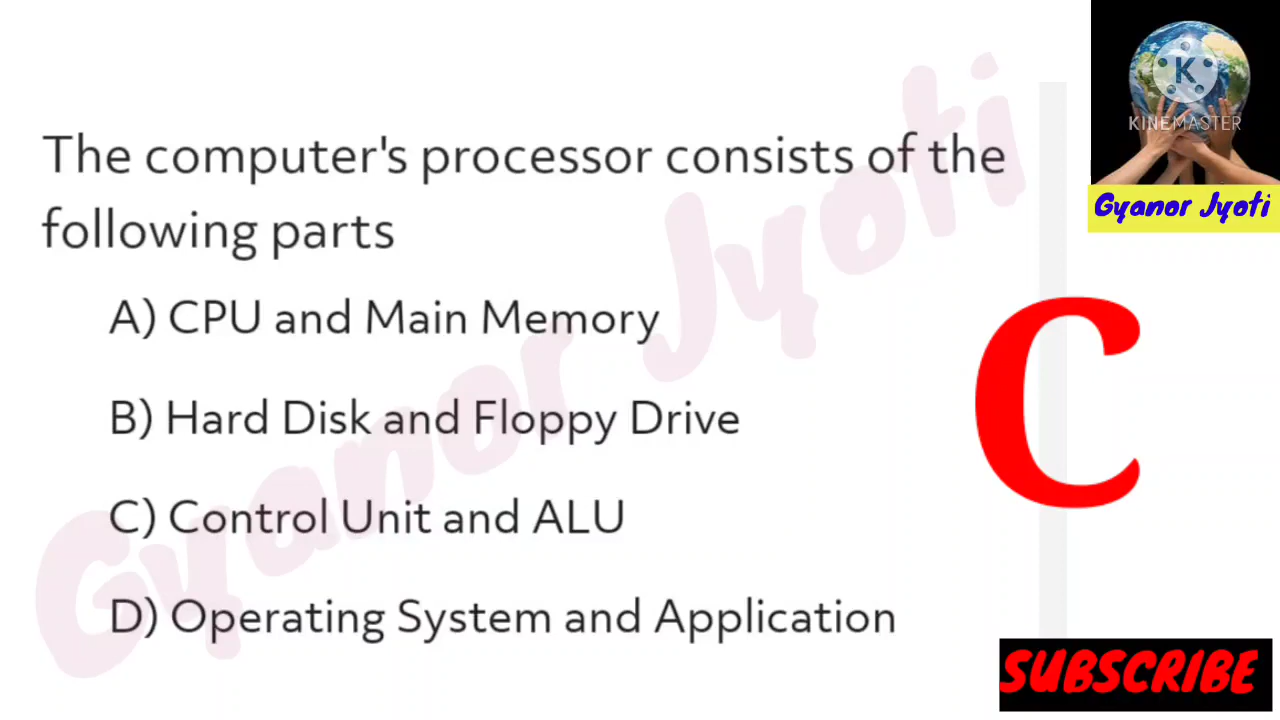 The computer's processor consists of the
following parts
A) CPU and Main Memory
B) Hard Disk and Floppy Drive
C) Control Unit and ALU
D) Operating System and Application
C
K
KINEMASTER
Gyanor Jyoti
Gyanor Jyoti
SUBSCRIBE